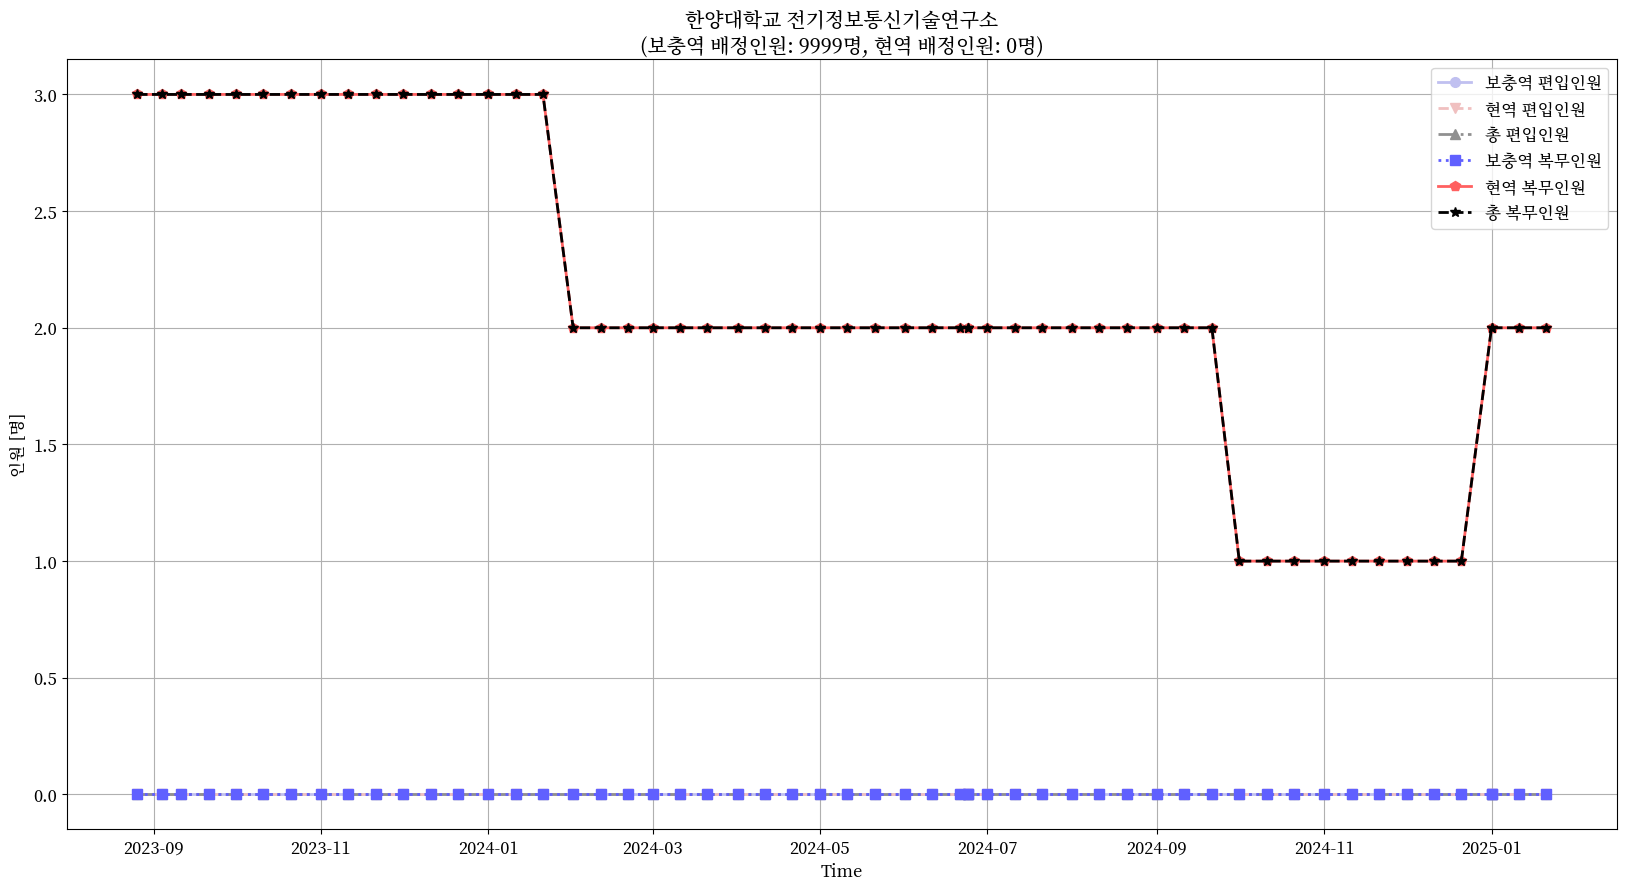 한양대학교 전기정보통신기술연구소
(보충역 배정인원: 9999명, 현역 배정인원: 0명)
보충역 편입인원
현역 편입인원
총 편입인원
보충역 복무인원
현역 복무인원
총 복무인원
인원 [명]
3.0
2.5
2.0
1.5
1.0
0.5
0.0
2023-09 2023-11 2024-01 2024-03 2024-05 2024-07 2024-09 2024-11 2025-01
Time